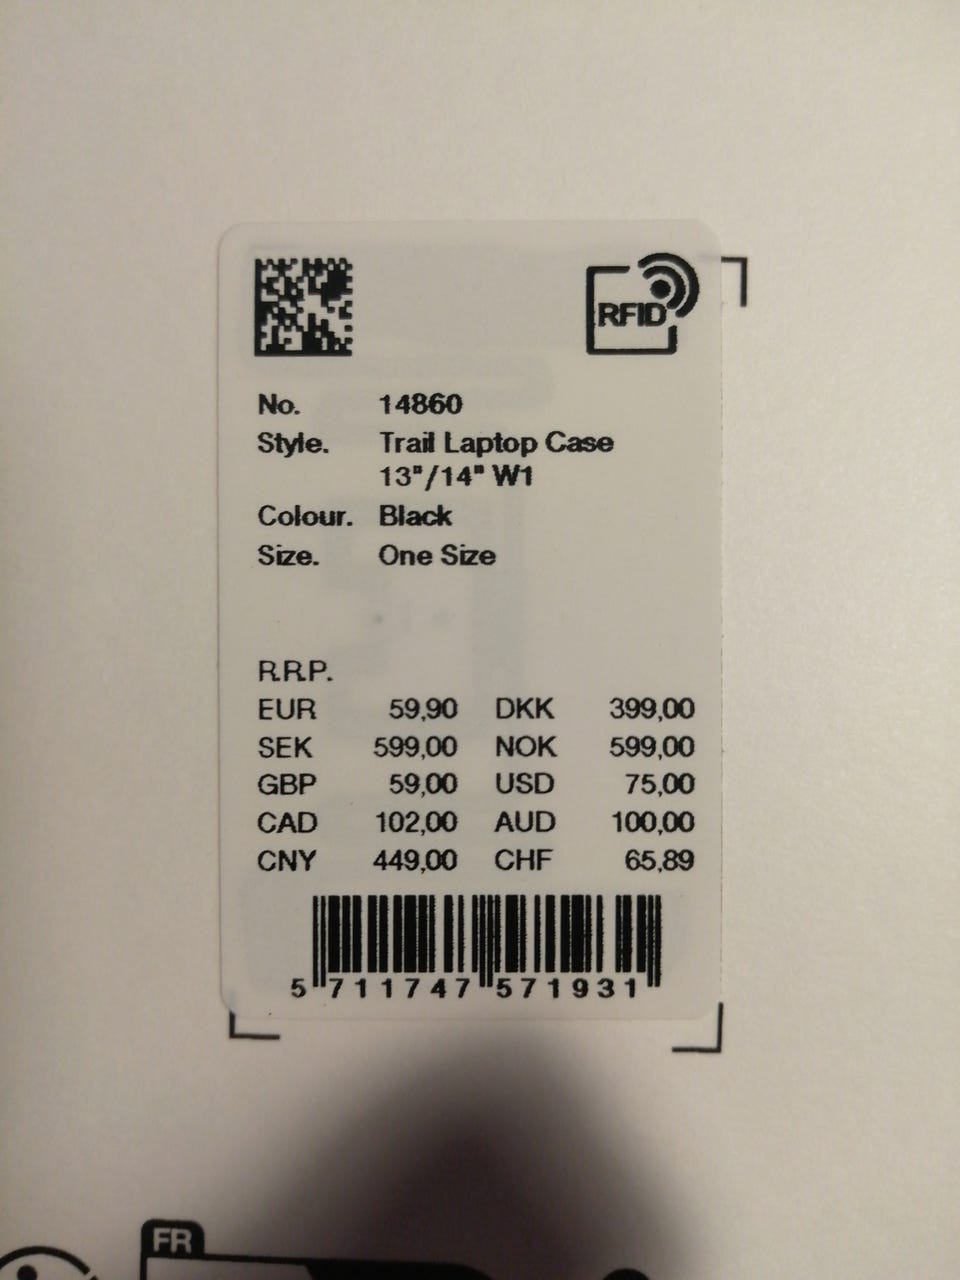 RFID
No. 14860
Style. Trail Laptop Case
13"/14" W1
Colour. Black
Size. One Size
R.R.P.
EUR 59,90 DKK 399,00
SEK 599,00 NOK 599,00
GBP 59,00 USD 75,00
CAD 102,00 AUD 100,00
CNY 449,00 CHF 65,89
5 711747 571931
FR